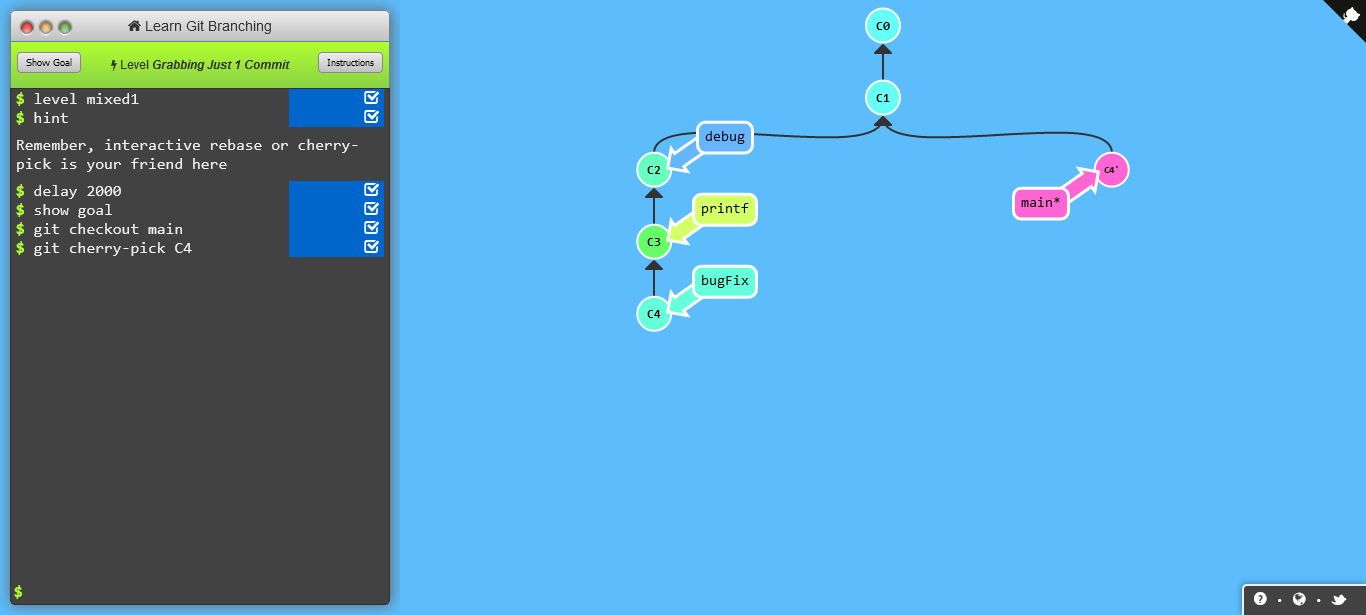 Learn Git Branching
Show Goal
Level Grabbing Just 1 Commit
Instructions
$ level mixed1
$ hint
Remember, interactive rebase or cherry-
pick is your friend here
$ delay 2000
$ show goal
$ git checkout main
$ git cherry-pick C4
$
C0
C1
debug
C2
C4'
main*
printf
C3
bugFix
C4